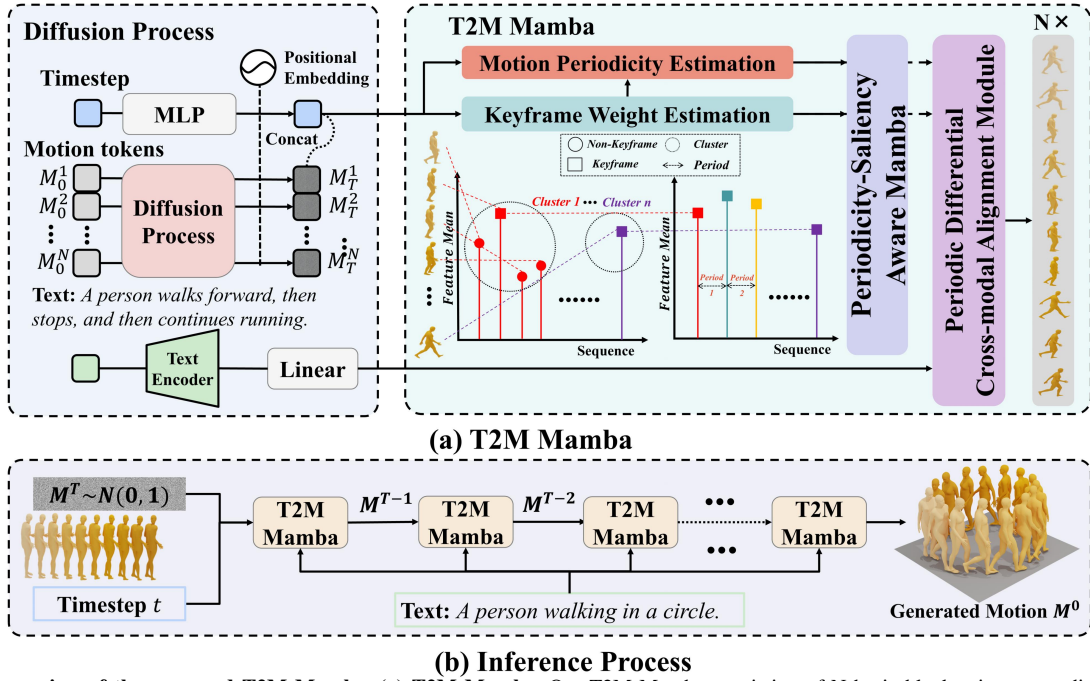 Diffusion Process
Timestep
Positional
Embedding
MLP
Concat
Motion tokens
M_0^1
M_0^2
M_0^N
Diffusion
Process
M_T^1
M_T^2
M_T^N
Text: A person walks forward, then
stops, and then continues running.
Text
Encoder
Linear
T2M Mamba
N ×
Motion Periodicity Estimation
Keyframe Weight Estimation
Non-Keyframe
Cluster
Keyframe
Period
Cluster 1
Cluster n
Feature Mean
Sequence
Feature Mean
Period
1
Period
2
Sequence
Periodicity-Saliency
Aware Mamba
Periodic Differential
Cross-modal Alignment Module
(a) T2M Mamba
M^T~N(0, 1)
Timestep t
T2M
Mamba
M^{T-1}
T2M
Mamba
M^{T-2}
T2M
Mamba
T2M
Mamba
Text: A person walking in a circle.
Generated Motion M^0
(b) Inference Process